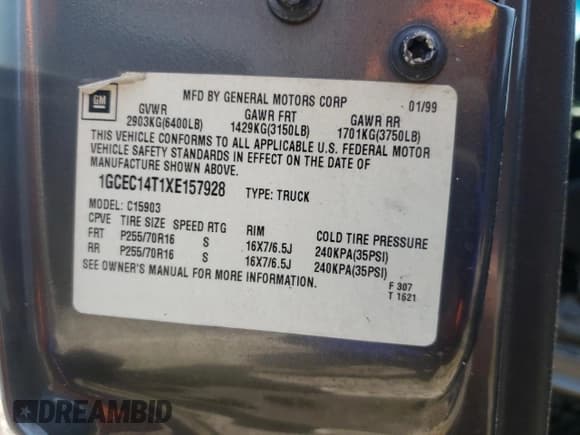 GM
MFD BY GENERAL MOTORS CORP 01/99
GVWR GAWR FRT GAWR RR
2903KG(6400LB) 1429KG(3150LB) 1701KG(3750LB)
THIS VEHICLE CONFORMS TO ALL APPLICABLE U.S. FEDERAL MOTOR
VEHICLE SAFETY STANDARDS IN EFFECT ON THE DATE OF
MANUFACTURE SHOWN ABOVE.
1GCEC14T1XE157928 TYPE: TRUCK
MODEL: C15903
CPVE TIRE SIZE SPEED RTG RIM COLD TIRE PRESSURE
FRT P255/70R16 S 16X7/6.5J 240KPA(35PSI)
RR P255/70R16 S 16X7/6.5J 240KPA(35PSI)
SEE OWNER'S MANUAL FOR MORE INFORMATION.
F 307
T 1621
DREAMBID